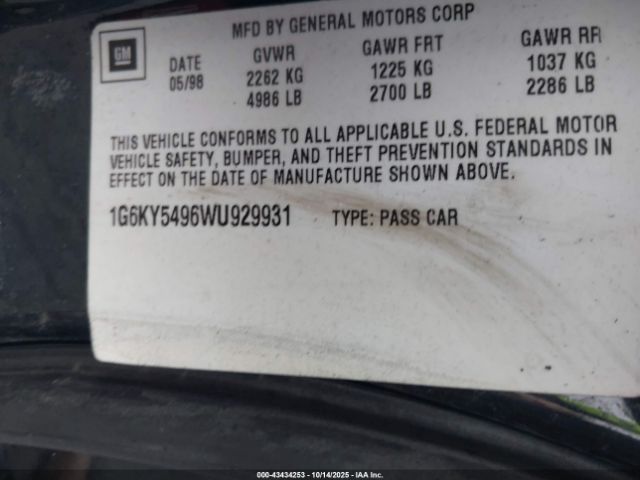 MFD BY GENERAL MOTORS CORP
GM
DATE GVWR GAWR FRT GAWR RR
05/98 2262 KG 1225 KG 1037 KG
4986 LB 2700 LB 2286 LB
THIS VEHICLE CONFORMS TO ALL APPLICABLE U.S. FEDERAL MOTOR
VEHICLE SAFETY, BUMPER, AND THEFT PREVENTION STANDARDS IN
EFFECT ON THE DATE OF MANUFACTURE SHOWN ABOVE.
1G6KY5496WU929931 TYPE: PASS CAR
000-43434253 | 10/14/2025 | IAA Inc.